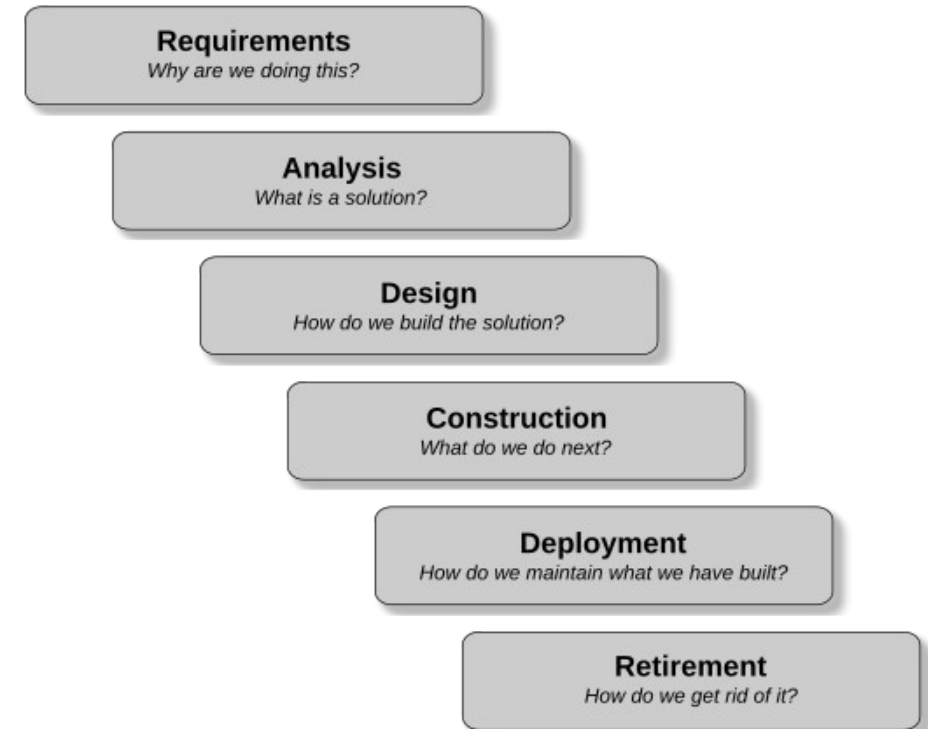 Requirements
Why are we doing this?
Analysis
What is a solution?
Design
How do we build the solution?
Construction
What do we do next?
Deployment
How do we maintain what we have built?
Retirement
How do we get rid of it?